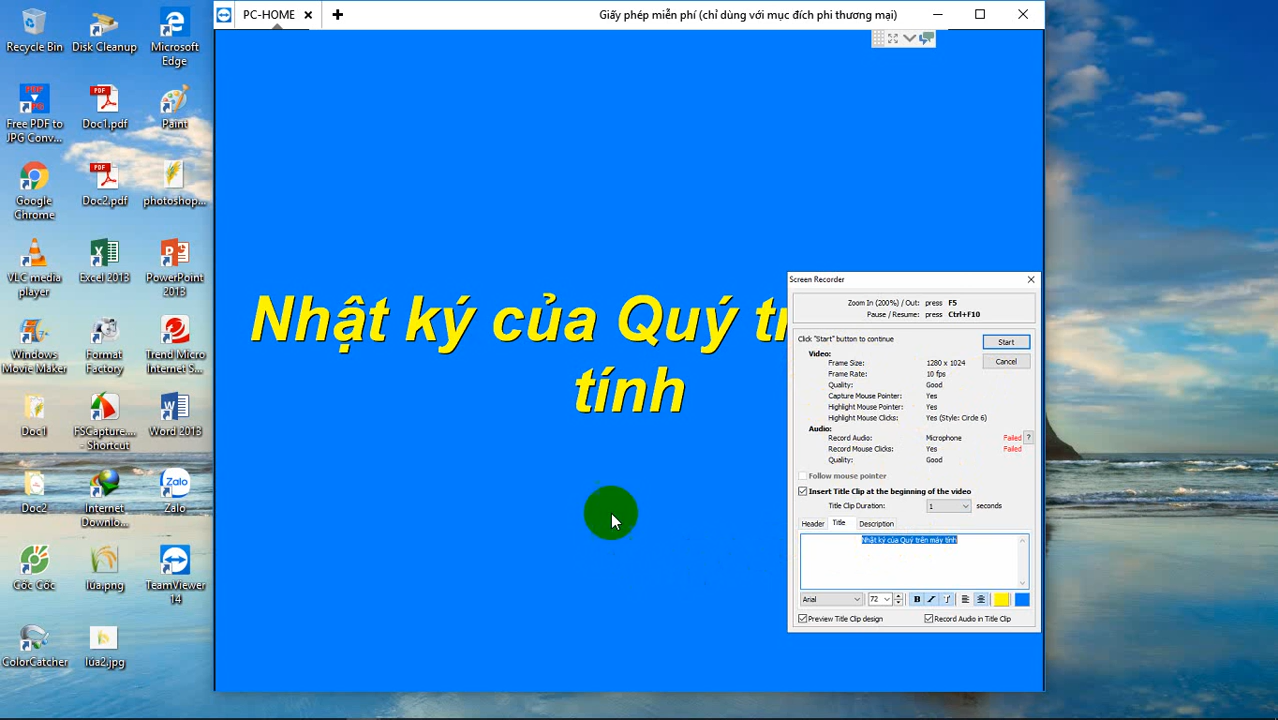 PC-HOME
Giấy phép miễn phí (chỉ dùng với mục đích phi thương mại)
Recycle Bin
Disk Cleanup
Microsoft Edge
Free PDF to JPG Conv...
Doc1.pdf
Paint
Google Chrome
Doc2.pdf
photoshop...
VLC media player
Excel 2013
PowerPoint 2013
Windows Movie Maker
Format Factory
Trend Micro Internet S...
Doc1
FSCapture.... - Shortcut
Word 2013
Doc2
Internet Downlo...
Zalo
Cốc Cốc
lúa.png
TeamViewer 14
ColorCatcher
lúa2.jpg
Nhật ký của Quý
tính
Screen Recorder
Zoom In (200%) / Out: press F5
Pause / Resume: press Ctrl+F10
Click "Start" button to continue
Start
Cancel
Video:
Frame Size: 1280 x 1024
Frame Rate: 10 fps
Quality: Good
Capture Mouse Pointer: Yes
Highlight Mouse Pointer: Yes
Highlight Mouse Clicks: Yes (Style: Circle 6)
Audio:
Record Audio: Microphone Failed ?
Record Mouse Clicks: Yes Failed
Quality: Good
Follow mouse pointer
Insert Title Clip at the beginning of the video
Title Clip Duration: 1 seconds
Header Title Description
Nhật ký của Quý trên máy tính
Arial 72 B I T
Preview Title Clip design
Record Audio in Title Clip